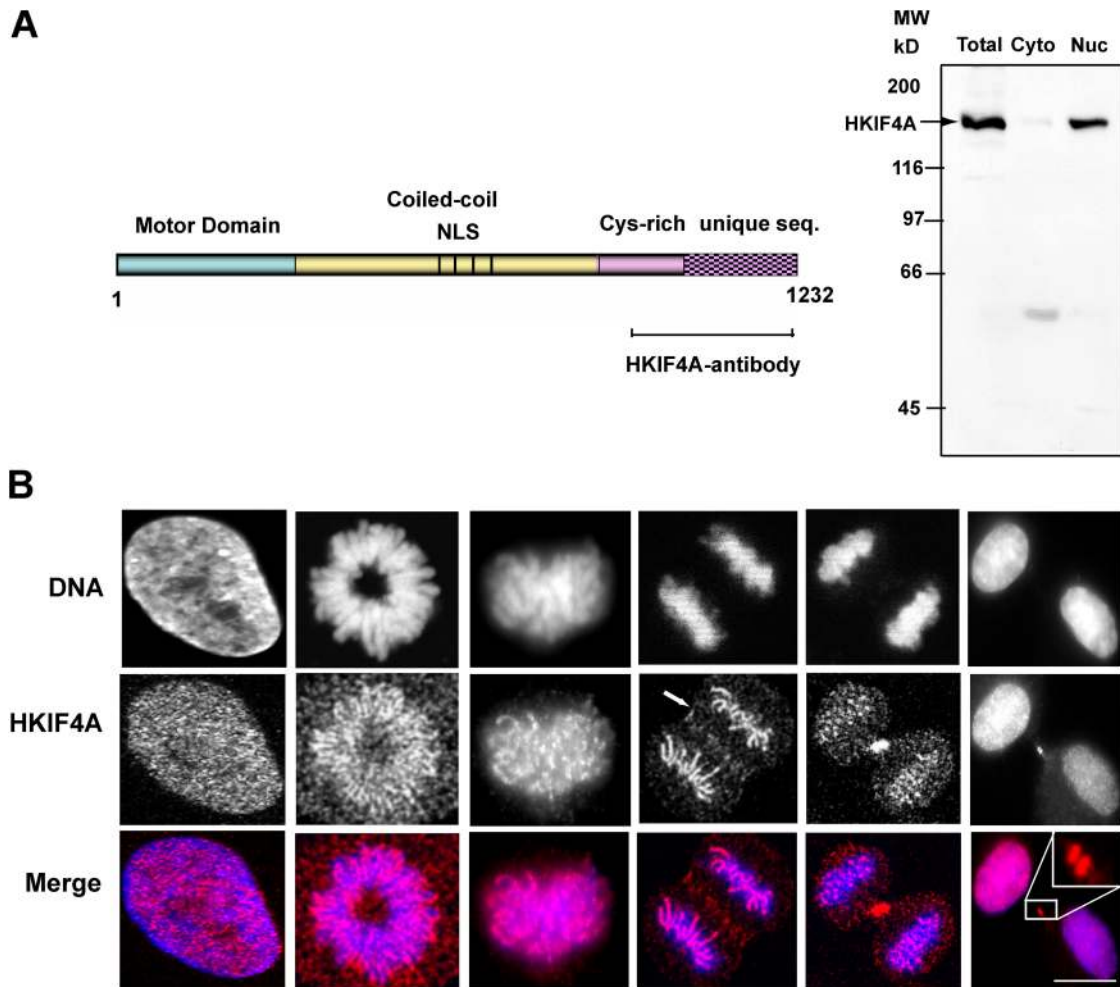 A
MW
kD
Total Cyto Nuc
200
HKIF4A
116
97
66
45
Coiled-coil
Motor Domain
NLS
Cys-rich unique seq.
1
1232
HKIF4A-antibody
B
DNA
HKIF4A
Merge